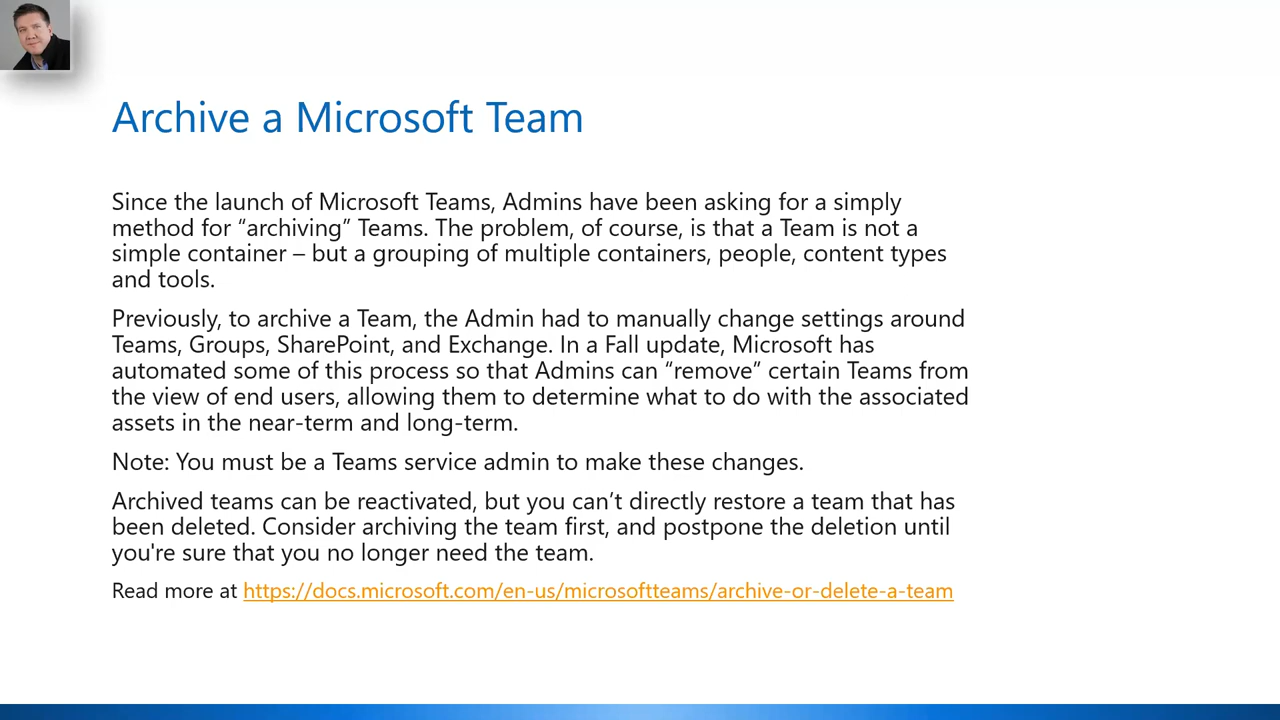 Archive a Microsoft Team
Since the launch of Microsoft Teams, Admins have been asking for a simply
method for “archiving” Teams. The problem, of course, is that a Team is not a
simple container – but a grouping of multiple containers, people, content types
and tools.
Previously, to archive a Team, the Admin had to manually change settings around
Teams, Groups, SharePoint, and Exchange. In a Fall update, Microsoft has
automated some of this process so that Admins can “remove” certain Teams from
the view of end users, allowing them to determine what to do with the associated
assets in the near-term and long-term.
Note: You must be a Teams service admin to make these changes.
Archived teams can be reactivated, but you can’t directly restore a team that has
been deleted. Consider archiving the team first, and postpone the deletion until
you're sure that you no longer need the team.
Read more at https://docs.microsoft.com/en-us/microsoftteams/archive-or-delete-a-team